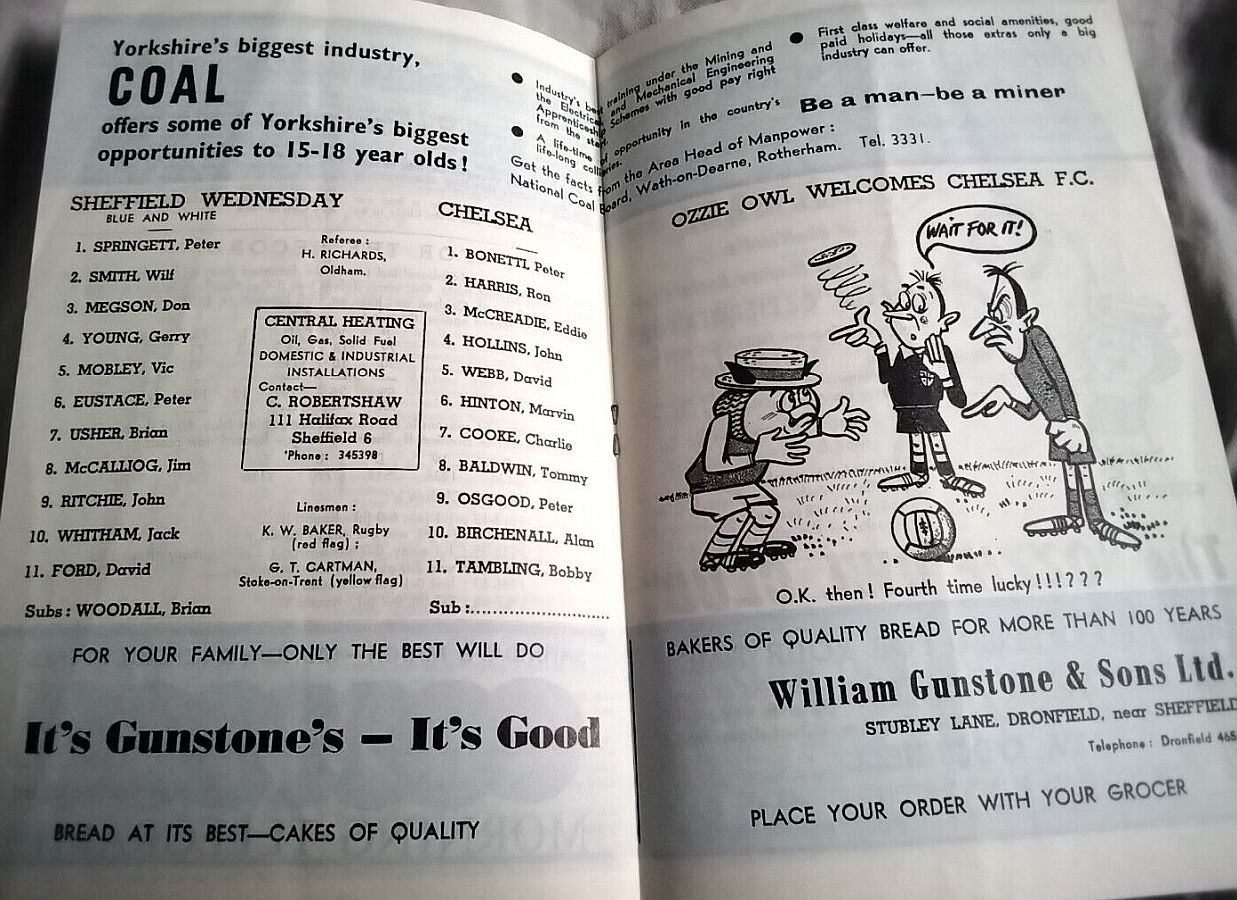 Yorkshire's biggest industry,
COAL
offers some of Yorkshire's biggest
opportunities to 15-18 year olds!
● Industry's best training under the Mining and
the Electrical and Mechanical Engineering
Apprenticeship Schemes with good pay right
from the start.
● A life-time of opportunity in the country's
life-long collieries.
● First class welfare and social amenities, good
paid holidays—all those extras only a big
industry can offer.
Be a man—be a miner
Get the facts from the Area Head of Manpower:
National Coal Board, Wath-on-Dearne, Rotherham. Tel. 3331.
SHEFFIELD WEDNESDAY
BLUE AND WHITE
1. SPRINGETT, Peter
2. SMITH, Wilf
3. MEGSON, Don
4. YOUNG, Gerry
5. MOBLEY, Vic
6. EUSTACE, Peter
7. USHER, Brian
8. McCALLIOG, Jim
9. RITCHIE, John
10. WHITHAM, Jack
11. FORD, David
Subs: WOODALL, Brian
Referee:
H. RICHARDS,
Oldham.
CENTRAL HEATING
Oil, Gas, Solid Fuel
DOMESTIC & INDUSTRIAL
INSTALLATIONS
Contact—
C. ROBERTSHAW
111 Halifax Road
Sheffield 6
'Phone: 345398
Linesmen:
K. W. BAKER, Rugby
(red flag);
G. T. CARTMAN,
Stoke-on-Trent (yellow flag)
CHELSEA
1. BONETTI, Peter
2. HARRIS, Ron
3. McCREADIE, Eddie
4. HOLLINS, John
5. WEBB, David
6. HINTON, Marvin
7. COOKE, Charlie
8. BALDWIN, Tommy
9. OSGOOD, Peter
10. BIRCHENALL, Alan
11. TAMBLING, Bobby
Sub:..............................
FOR YOUR FAMILY—ONLY THE BEST WILL DO
It's Gunstone's — It's Good
BREAD AT ITS BEST—CAKES OF QUALITY
OZZIE OWL WELCOMES CHELSEA F.C.
WAIT FOR IT!
O.K. then! Fourth time lucky!!!???
BAKERS OF QUALITY BREAD FOR MORE THAN 100 YEARS
William Gunstone & Sons Ltd.
STUBLEY LANE, DRONFIELD, near SHEFFIELD
Telephone: Dronfield 465
PLACE YOUR ORDER WITH YOUR GROCER